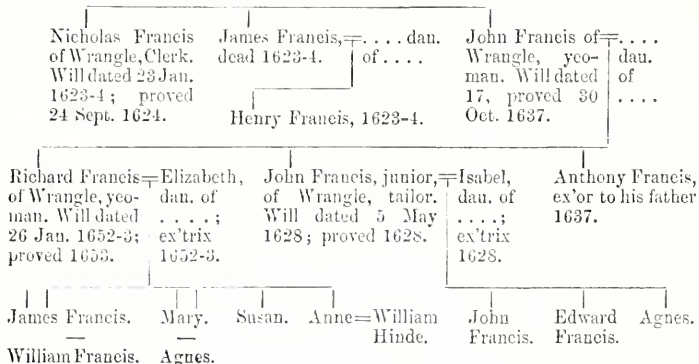 Nicholas Francis
of Wrangle, Clerk.
Will dated 23 Jan.
1623-4; proved
24 Sept. 1624.
James Francis,=. . . . dau.
dead 1623-4. of . . . .
Henry Francis, 1623-4.
John Francis of=. . . .
Wrangle, yeo- dau.
man. Will dated of
17, proved 30 . . . .
Oct. 1637.
Richard Francis=Elizabeth,
of Wrangle, yeo- dau. of
man. Will dated . . . . ;
26 Jan. 1652-3; ex'trix
proved 1653. 1652-3.
John Francis, junior,=Isabel,
of Wrangle, tailor. dau. of
Will dated 5 May . . . . ;
1628; proved 1628. ex'trix
1628.
Anthony Francis,
ex'or to his father
1637.
James Francis.
—
William Francis.
Mary.
—
Agnes.
Susan.
Anne=William
Hinde.
John
Francis.
Edward
Francis.
Agnes.